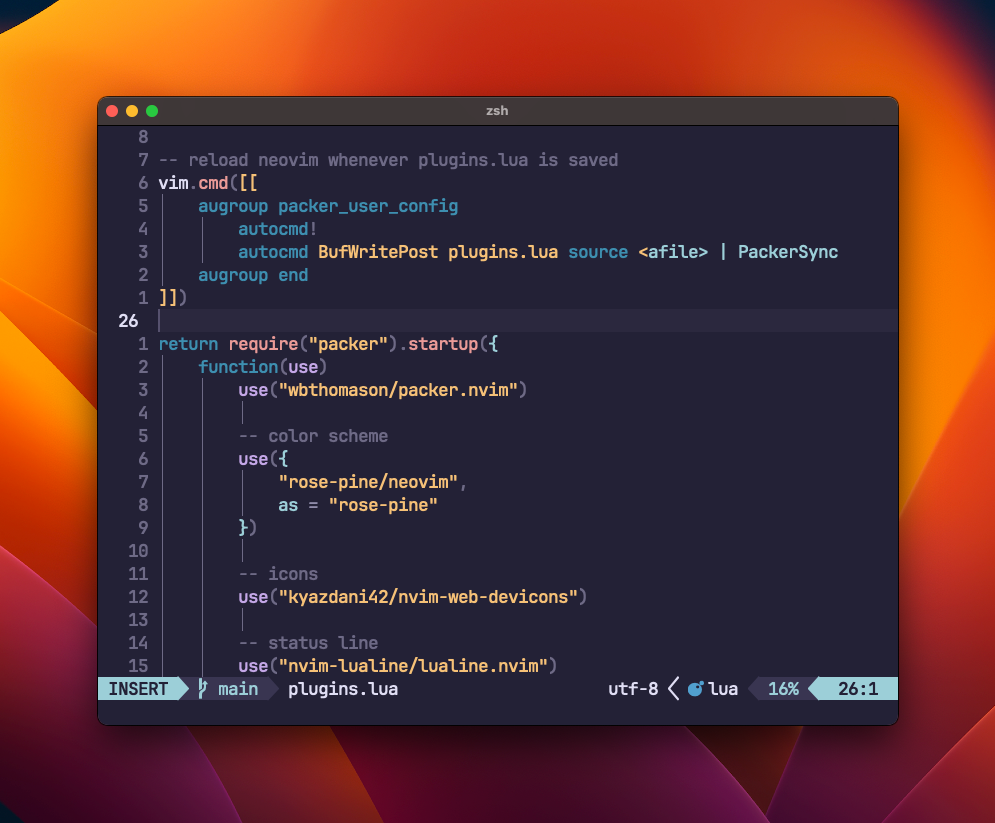 zsh
8
7 -- reload neovim whenever plugins.lua is saved
6 vim.cmd([[
5     augroup packer_user_config
4         autocmd!
3         autocmd BufWritePost plugins.lua source <afile> | PackerSync
2     augroup end
1 ]])
26
1 return require("packer").startup({
2     function(use)
3         use("wbthomason/packer.nvim")
4
5         -- color scheme
6         use({
7             "rose-pine/neovim",
8             as = "rose-pine"
9         })
10
11         -- icons
12         use("kyazdani42/nvim-web-devicons")
13
14         -- status line
15         use("nvim-lualine/lualine.nvim")
INSERT main plugins.lua utf-8 lua 16% 26:1